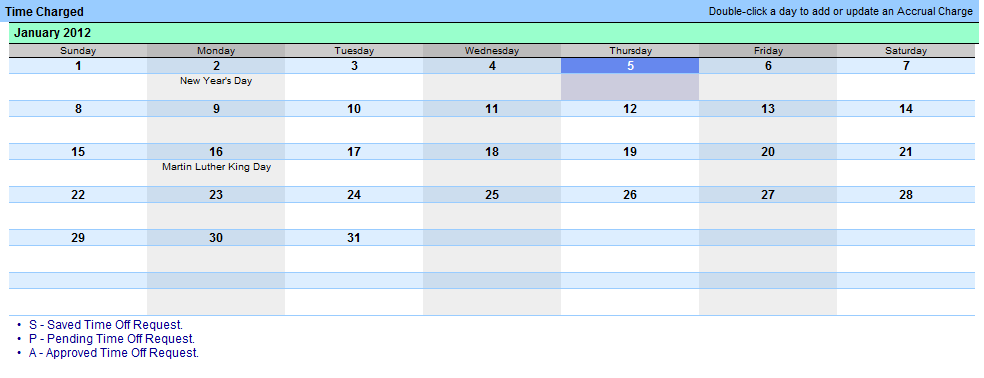 Time Charged Double-click a day to add or update an Accrual Charge
January 2012
Sunday Monday Tuesday Wednesday Thursday Friday Saturday
1 2 3 4 5 6 7
New Year's Day
8 9 10 11 12 13 14
15 16 17 18 19 20 21
Martin Luther King Day
22 23 24 25 26 27 28
29 30 31
• S - Saved Time Off Request.
• P - Pending Time Off Request.
• A - Approved Time Off Request.